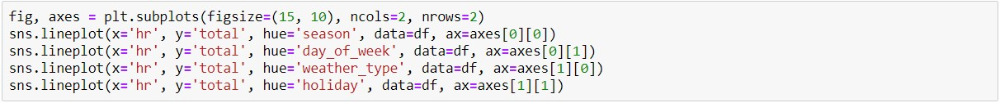 fig, axes = plt.subplots(figsize=(15, 10), ncols=2, nrows=2)
sns.lineplot(x='hr', y='total', hue='season', data=df, ax=axes[0][0])
sns.lineplot(x='hr', y='total', hue='day_of_week', data=df, ax=axes[0][1])
sns.lineplot(x='hr', y='total', hue='weather_type', data=df, ax=axes[1][0])
sns.lineplot(x='hr', y='total', hue='holiday', data=df, ax=axes[1][1])